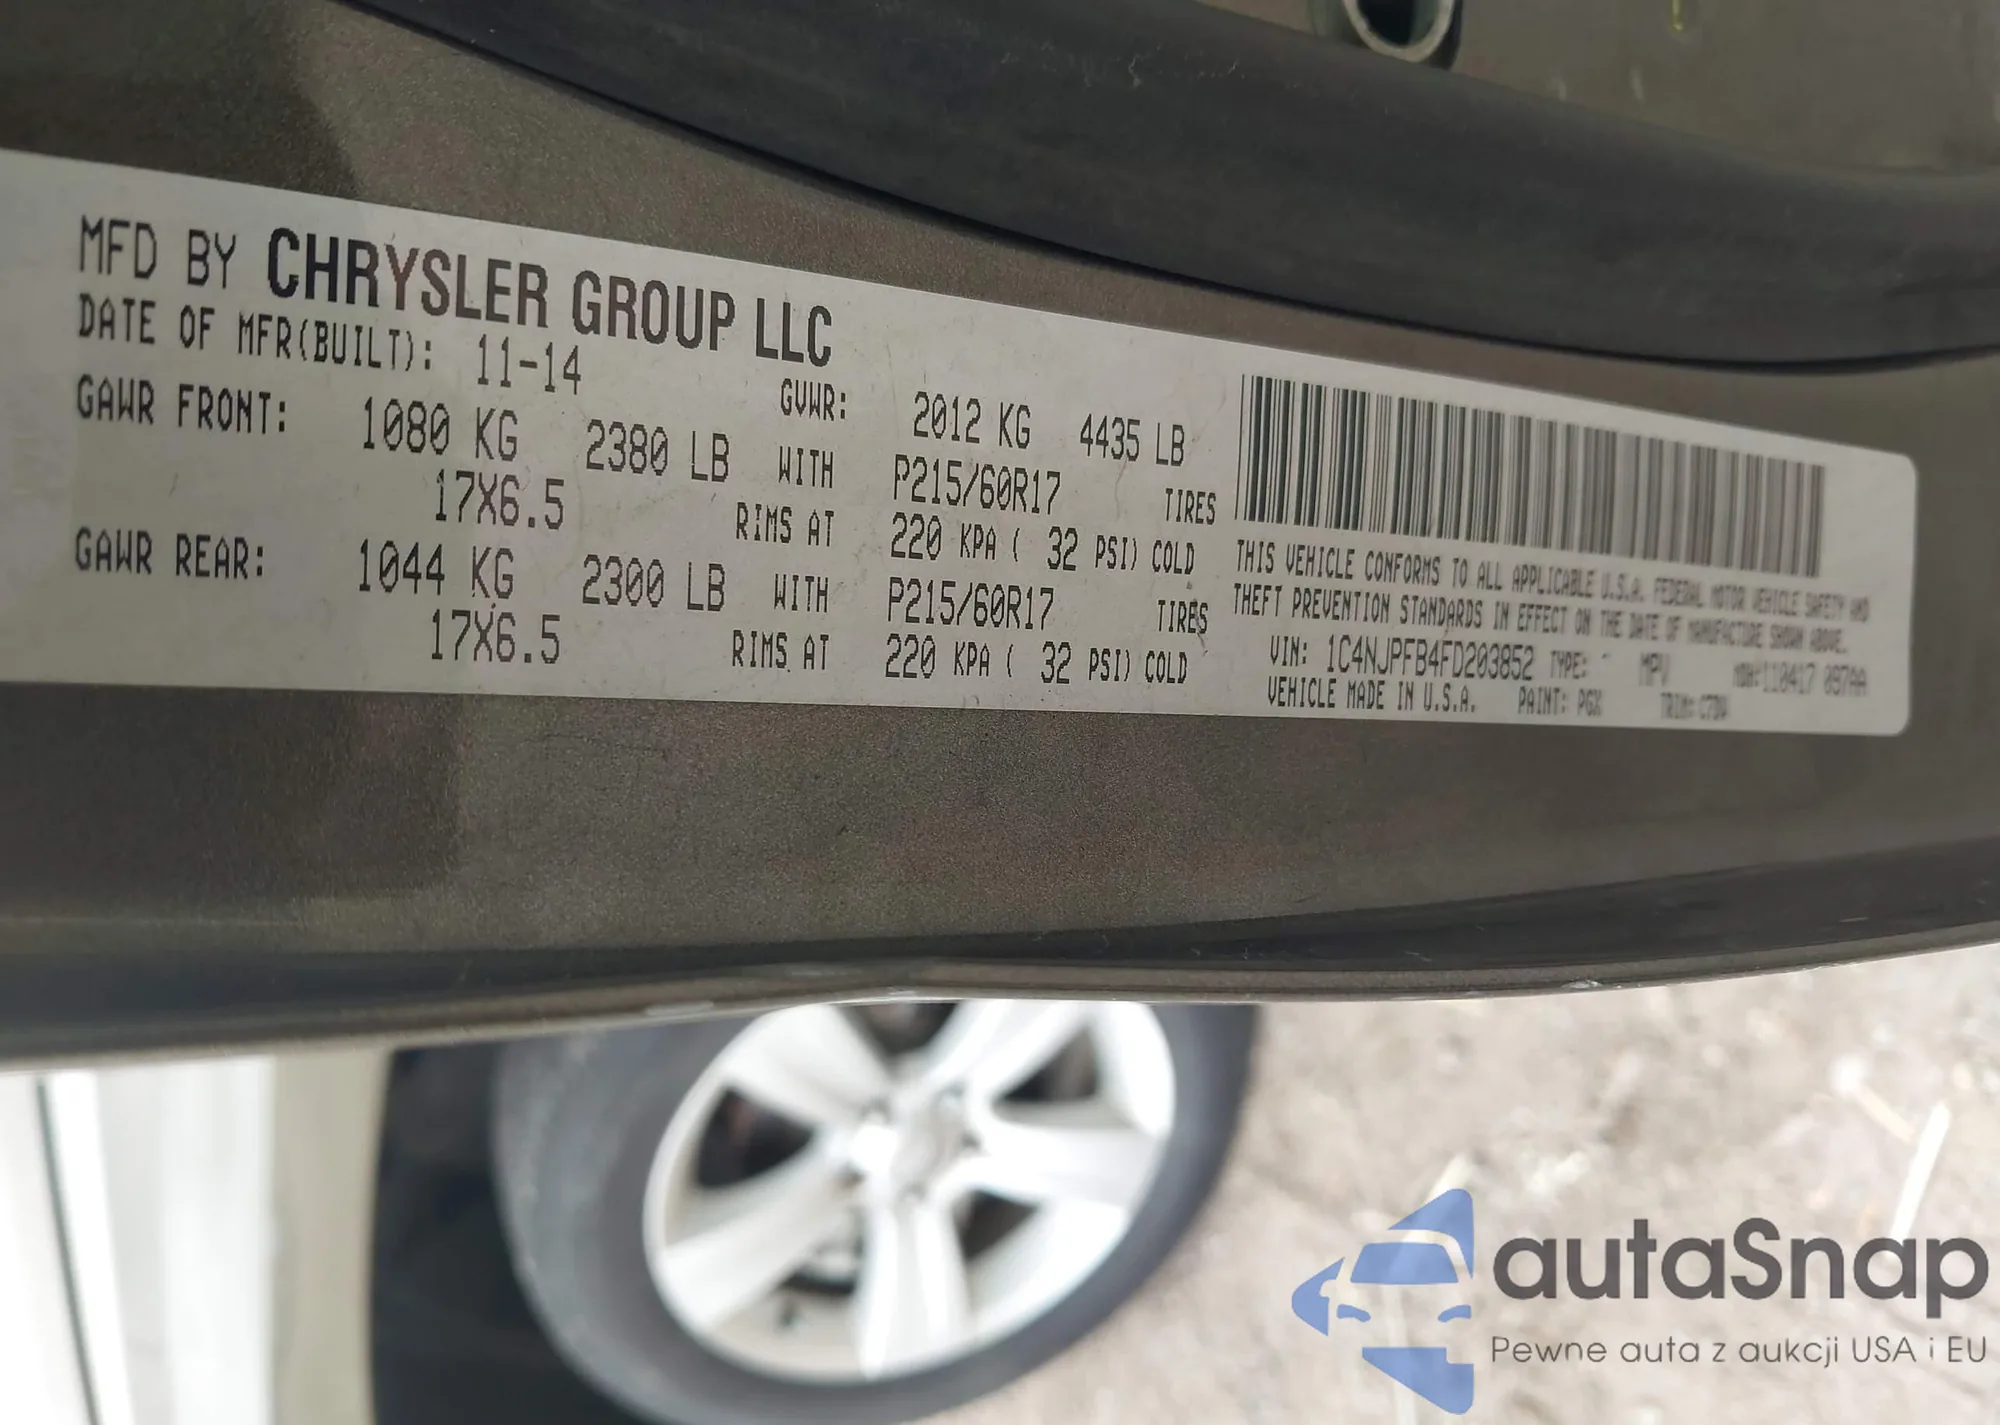 MFD BY CHRYSLER GROUP LLC
DATE OF MFR(BUILT): 11-14 GVWR: 2012 KG 4435 LB
GAWR FRONT: 1080 KG 2380 LB WITH P215/60R17 TIRES
17X6.5 RIMS AT 220 KPA ( 32 PSI) COLD
GAWR REAR: 1044 KG 2300 LB WITH P215/60R17 TIRES
17X6.5 RIMS AT 220 KPA ( 32 PSI) COLD
THIS VEHICLE CONFORMS TO ALL APPLICABLE U.S.A. FEDERAL MOTOR VEHICLE SAFETY AND
THEFT PREVENTION STANDARDS IN EFFECT ON THE DATE OF MANUFACTURE SHOWN ABOVE.
VIN: 1C4NJPFB4FD203852 TYPE: MPV MDH:110417 097AA
VEHICLE MADE IN U.S.A. PAINT: PGX TRIM:
autaSnap
Pewne auta z aukcji USA i EU